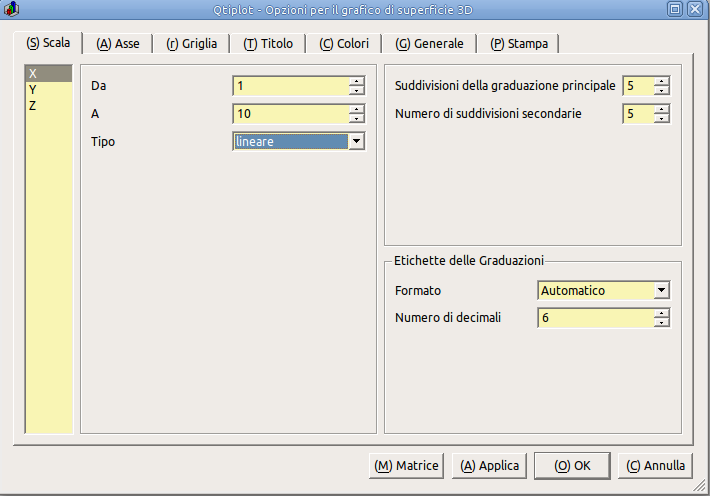 Qtiplot - Opzioni per il grafico di superficie 3D
(S) Scala (A) Asse (r) Griglia (T) Titolo (C) Colori (G) Generale (P) Stampa
X
Y
Z
Da 1
A 10
Tipo lineare
Suddivisioni della graduazione principale 5
Numero di suddivisioni secondarie 5
Etichette delle Graduazioni
Formato Automatico
Numero di decimali 6
(M) Matrice (A) Applica (O) OK (C) Annulla